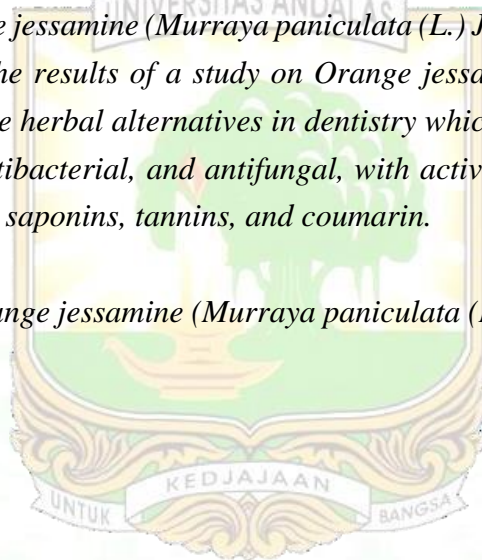 UNIVERSITAS ANDALAS
e jessamine (Murraya paniculata (L.) J
he results of a study on Orange jessa
e herbal alternatives in dentistry whic
tibacterial, and antifungal, with activ
saponins, tannins, and coumarin.
ange jessamine (Murraya paniculata (
KEDJAJAAN
UNTUK
BANGSA